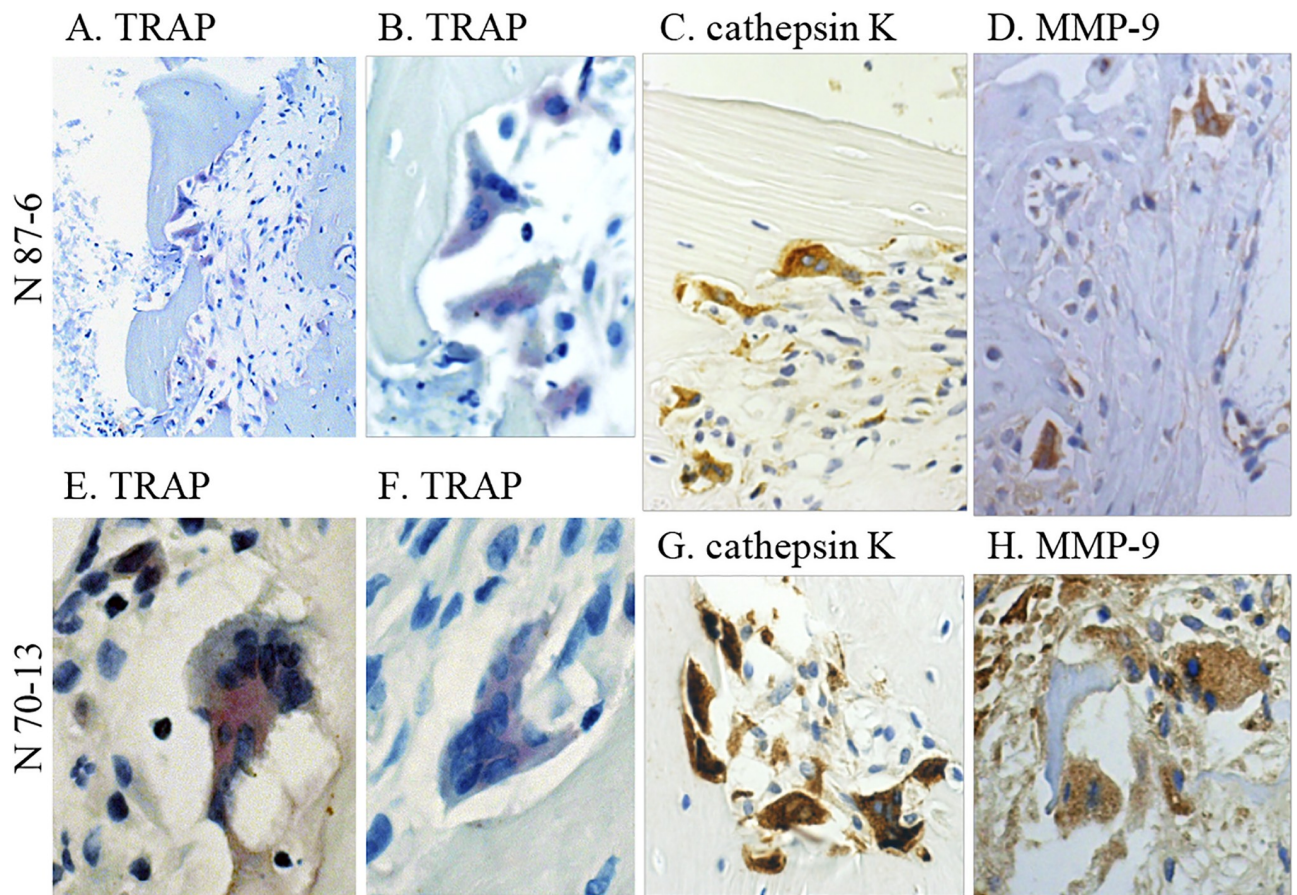 A. TRAP
B. TRAP
C. cathepsin K
D. MMP-9
N 87-6
E. TRAP
F. TRAP
G. cathepsin K
H. MMP-9
N 70-13